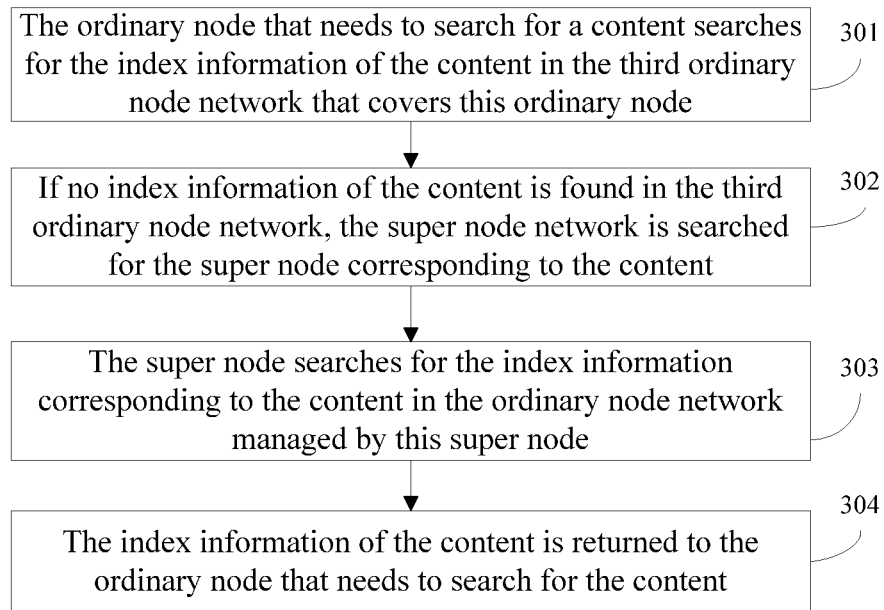 The ordinary node that needs to search for a content searches
for the index information of the content in the third ordinary
node network that covers this ordinary node
301
If no index information of the content is found in the third
ordinary node network, the super node network is searched
for the super node corresponding to the content
302
The super node searches for the index information
corresponding to the content in the ordinary node network
managed by this super node
303
The index information of the content is returned to the
ordinary node that needs to search for the content
304